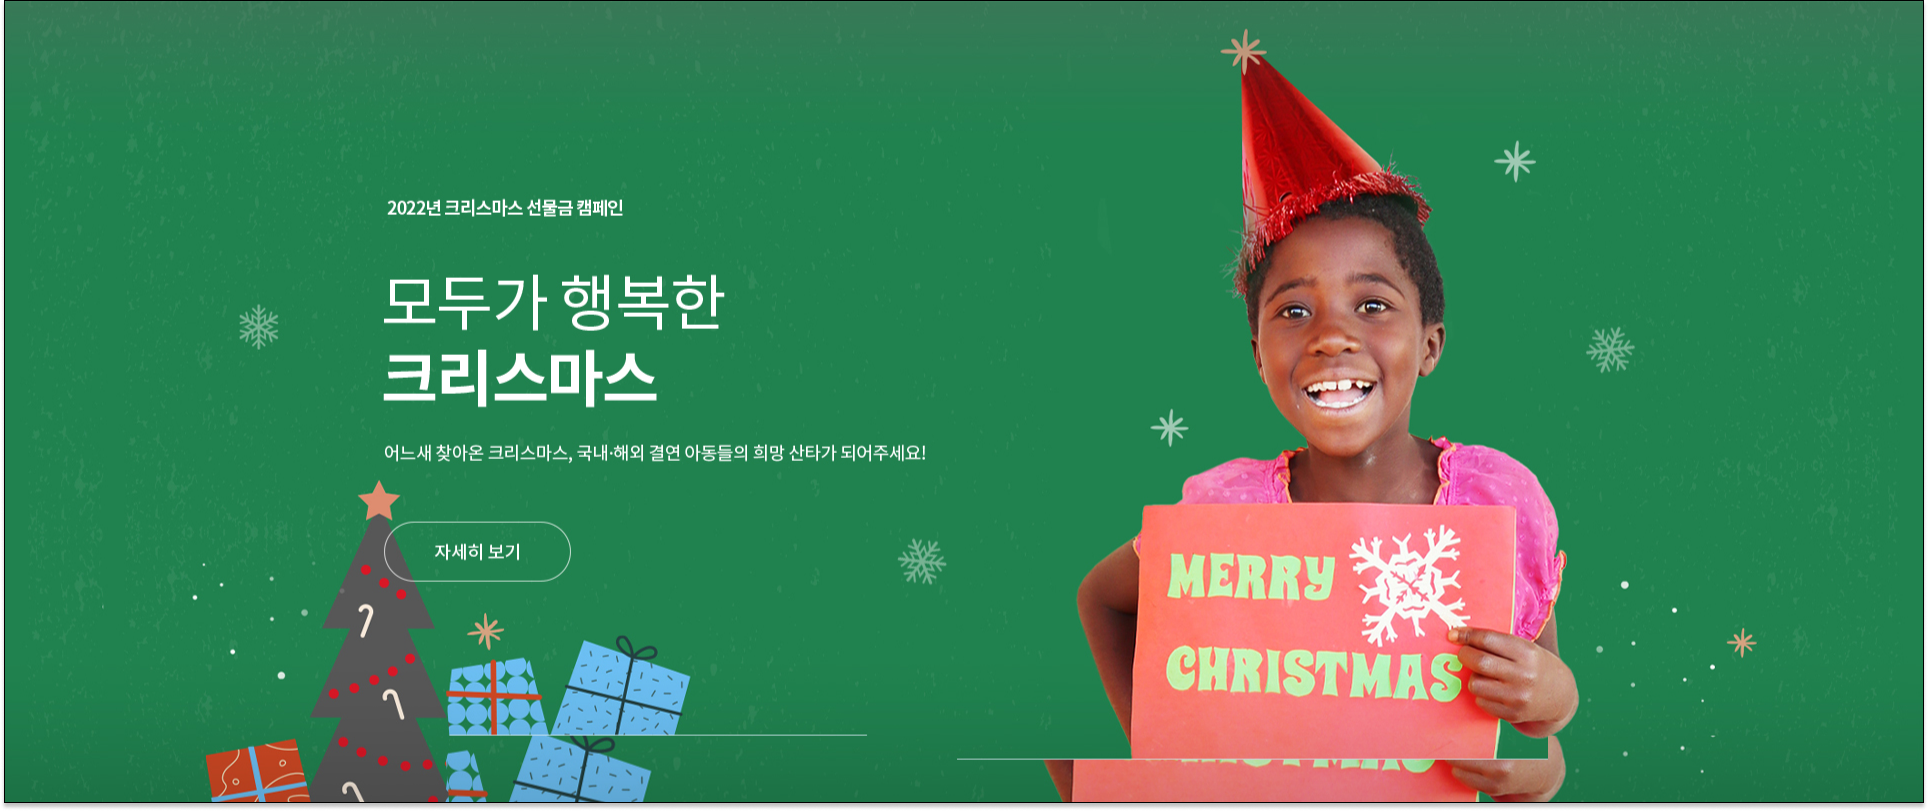 2022년 크리스마스 선물금 캠페인
모두가 행복한
크리스마스
어느새 찾아온 크리스마스, 국내·해외 결연 아동들의 희망 산타가 되어주세요!
자세히 보기
MERRY
CHRISTMAS